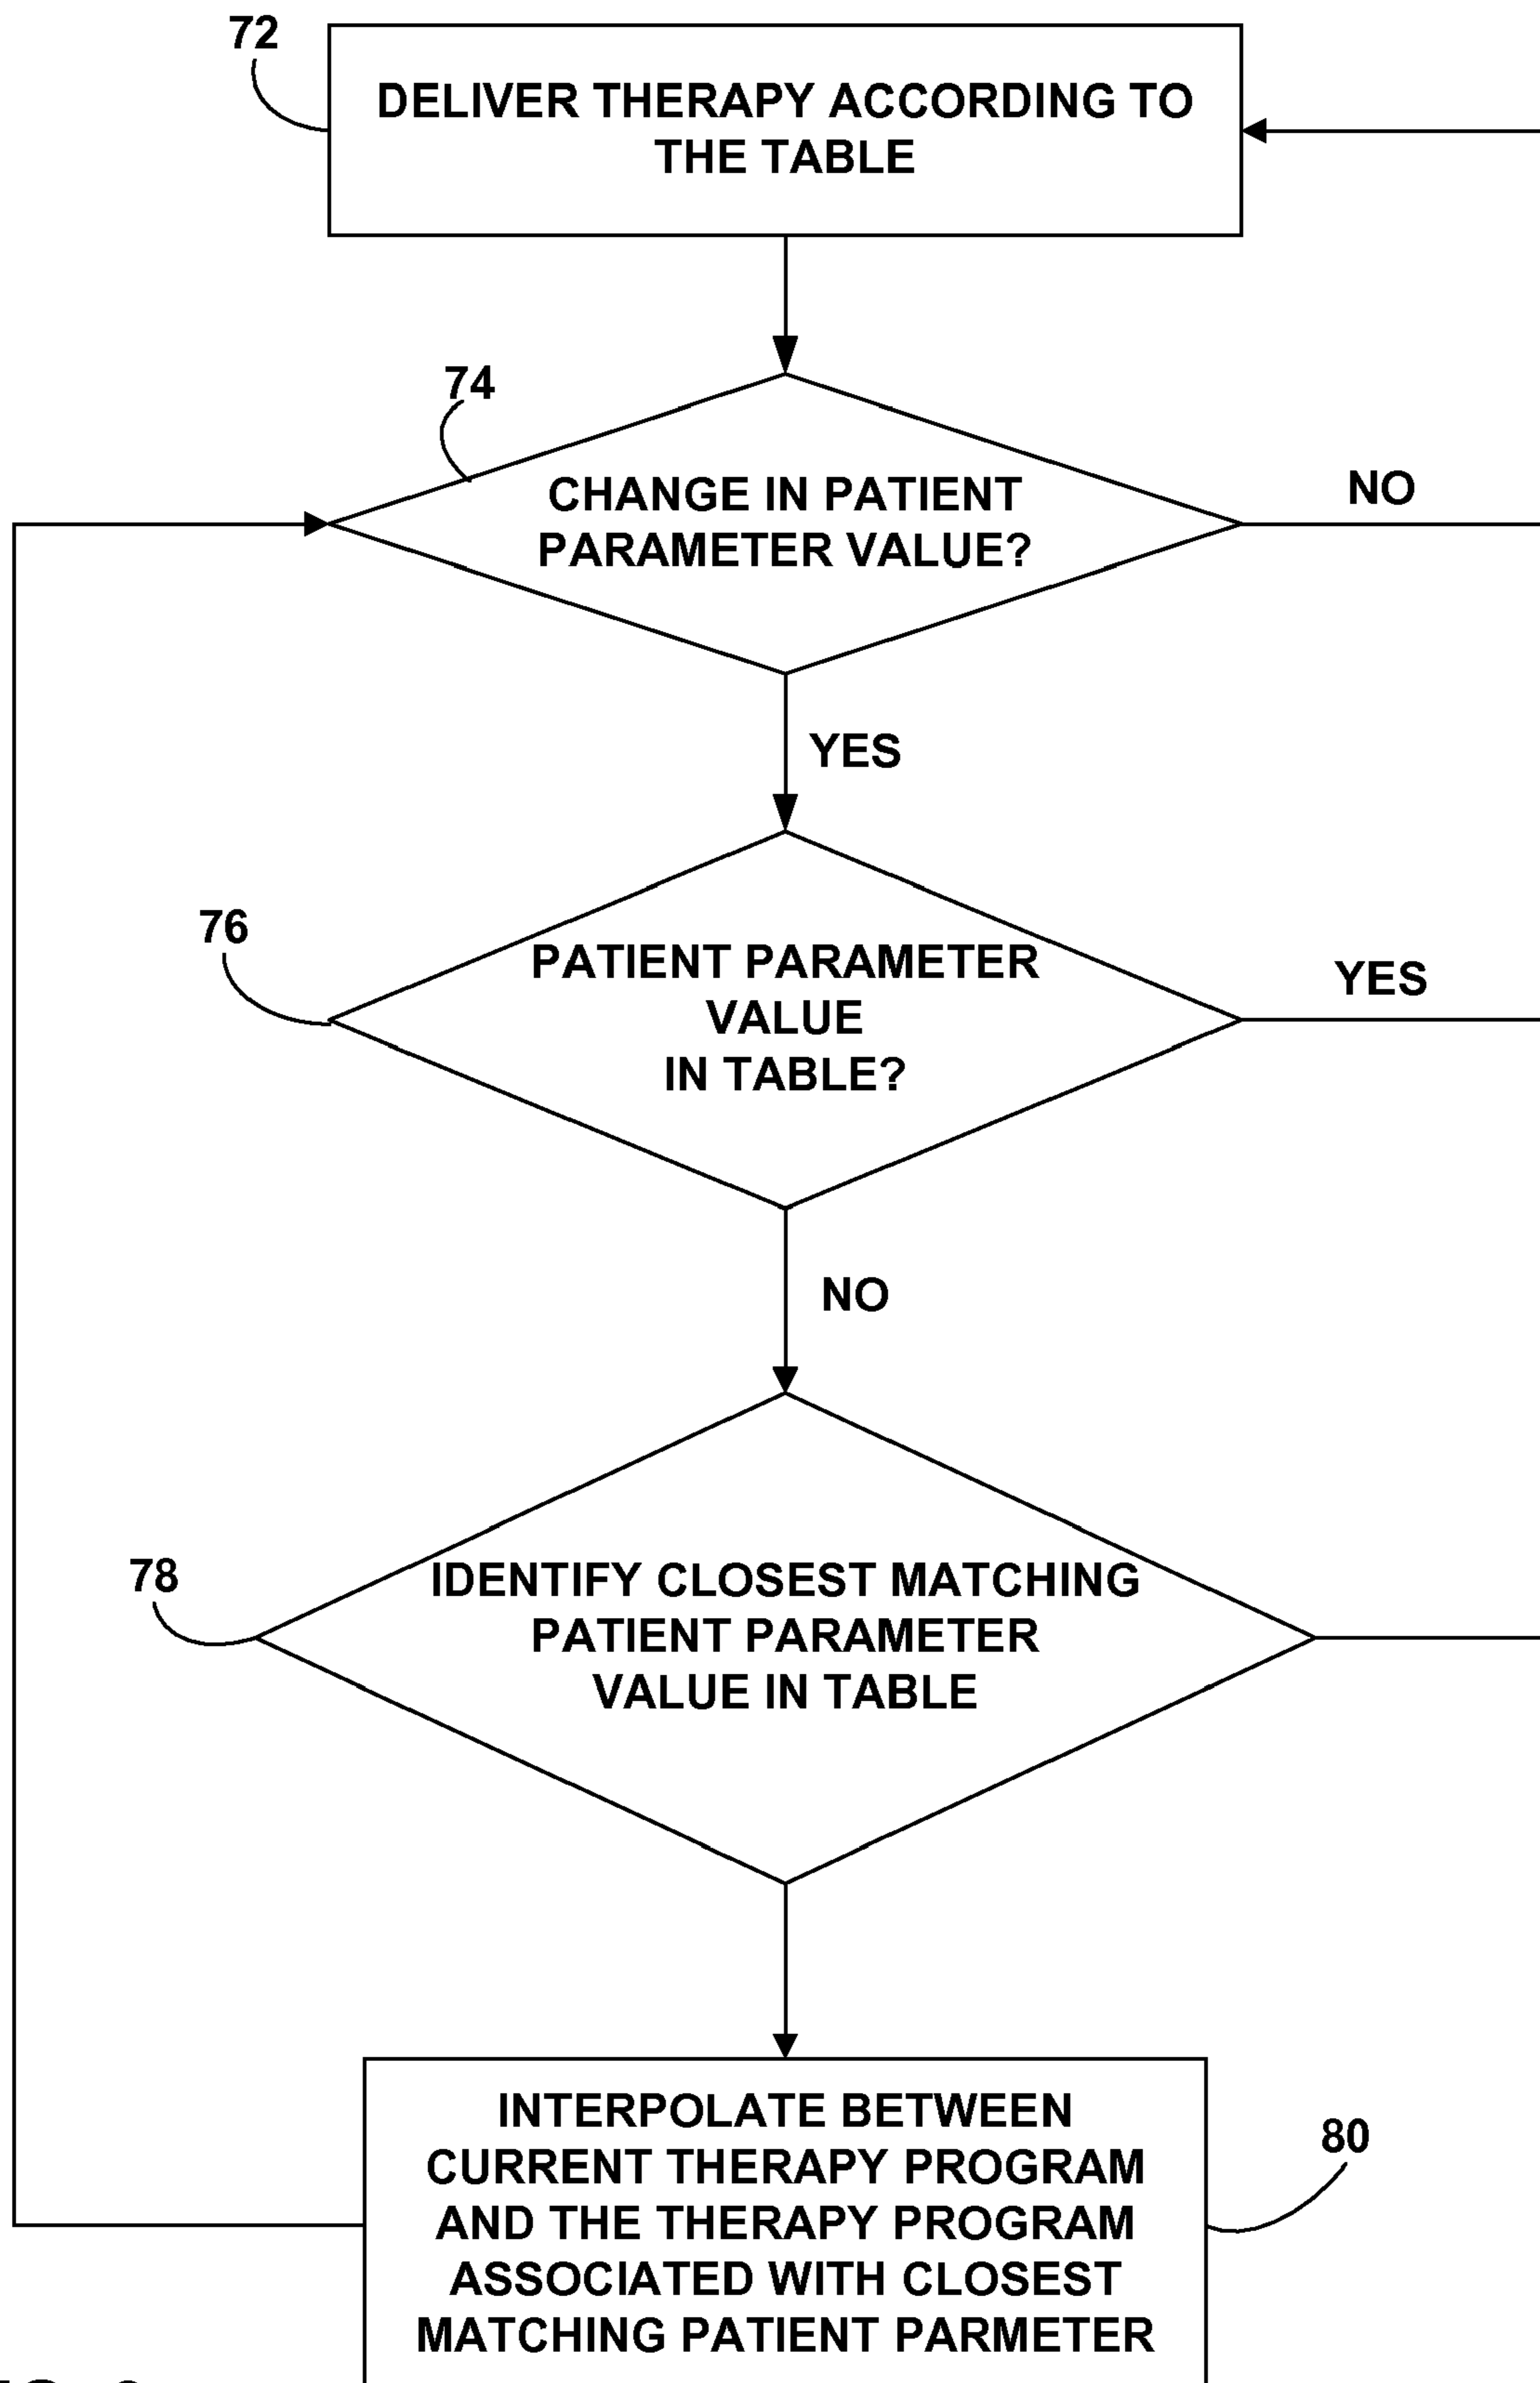 72
DELIVER THERAPY ACCORDING TO
THE TABLE
74
CHANGE IN PATIENT
PARAMETER VALUE?
NO
YES
76
PATIENT PARAMETER
VALUE
IN TABLE?
YES
NO
78
IDENTIFY CLOSEST MATCHING
PATIENT PARAMETER
VALUE IN TABLE
INTERPOLATE BETWEEN
CURRENT THERAPY PROGRAM
AND THE THERAPY PROGRAM
ASSOCIATED WITH CLOSEST
MATCHING PATIENT PARMETER
80